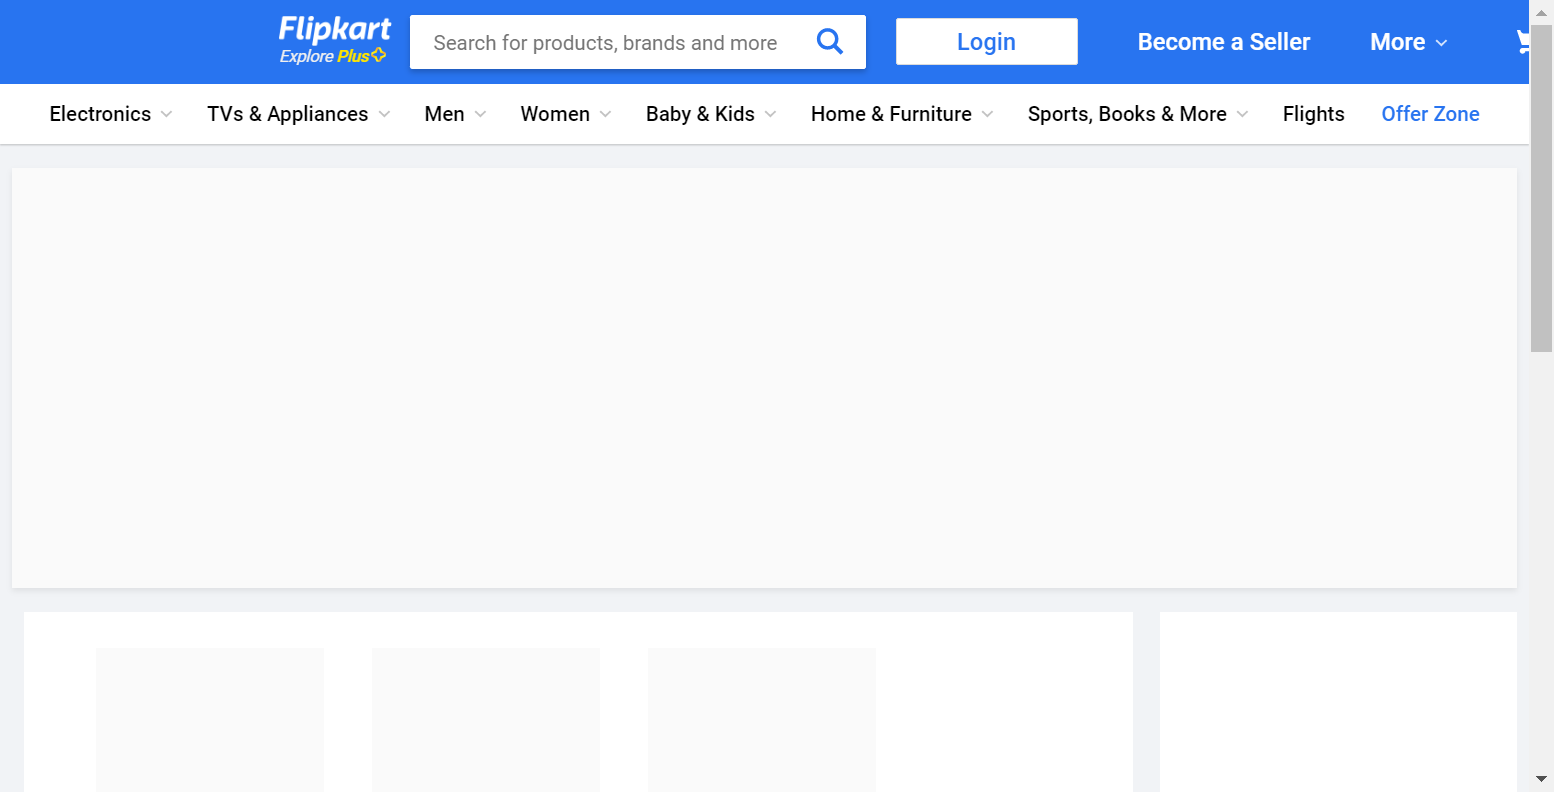 Flipkart
Explore Plus
Search for products, brands and more
Login
Become a Seller
More
Electronics
TVs & Appliances
Men
Women
Baby & Kids
Home & Furniture
Sports, Books & More
Flights
Offer Zone